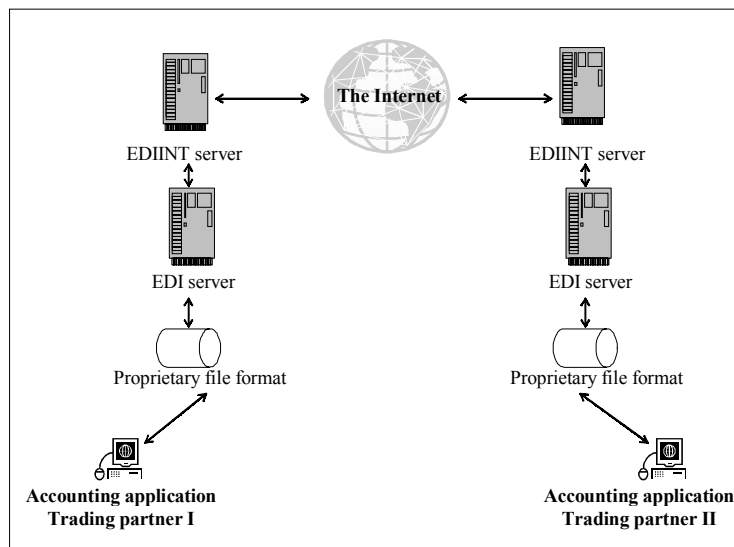 The Internet
EDIINT server
EDIINT server
EDI server
EDI server
Proprietary file format
Proprietary file format
Accounting application
Trading partner I
Accounting application
Trading partner II